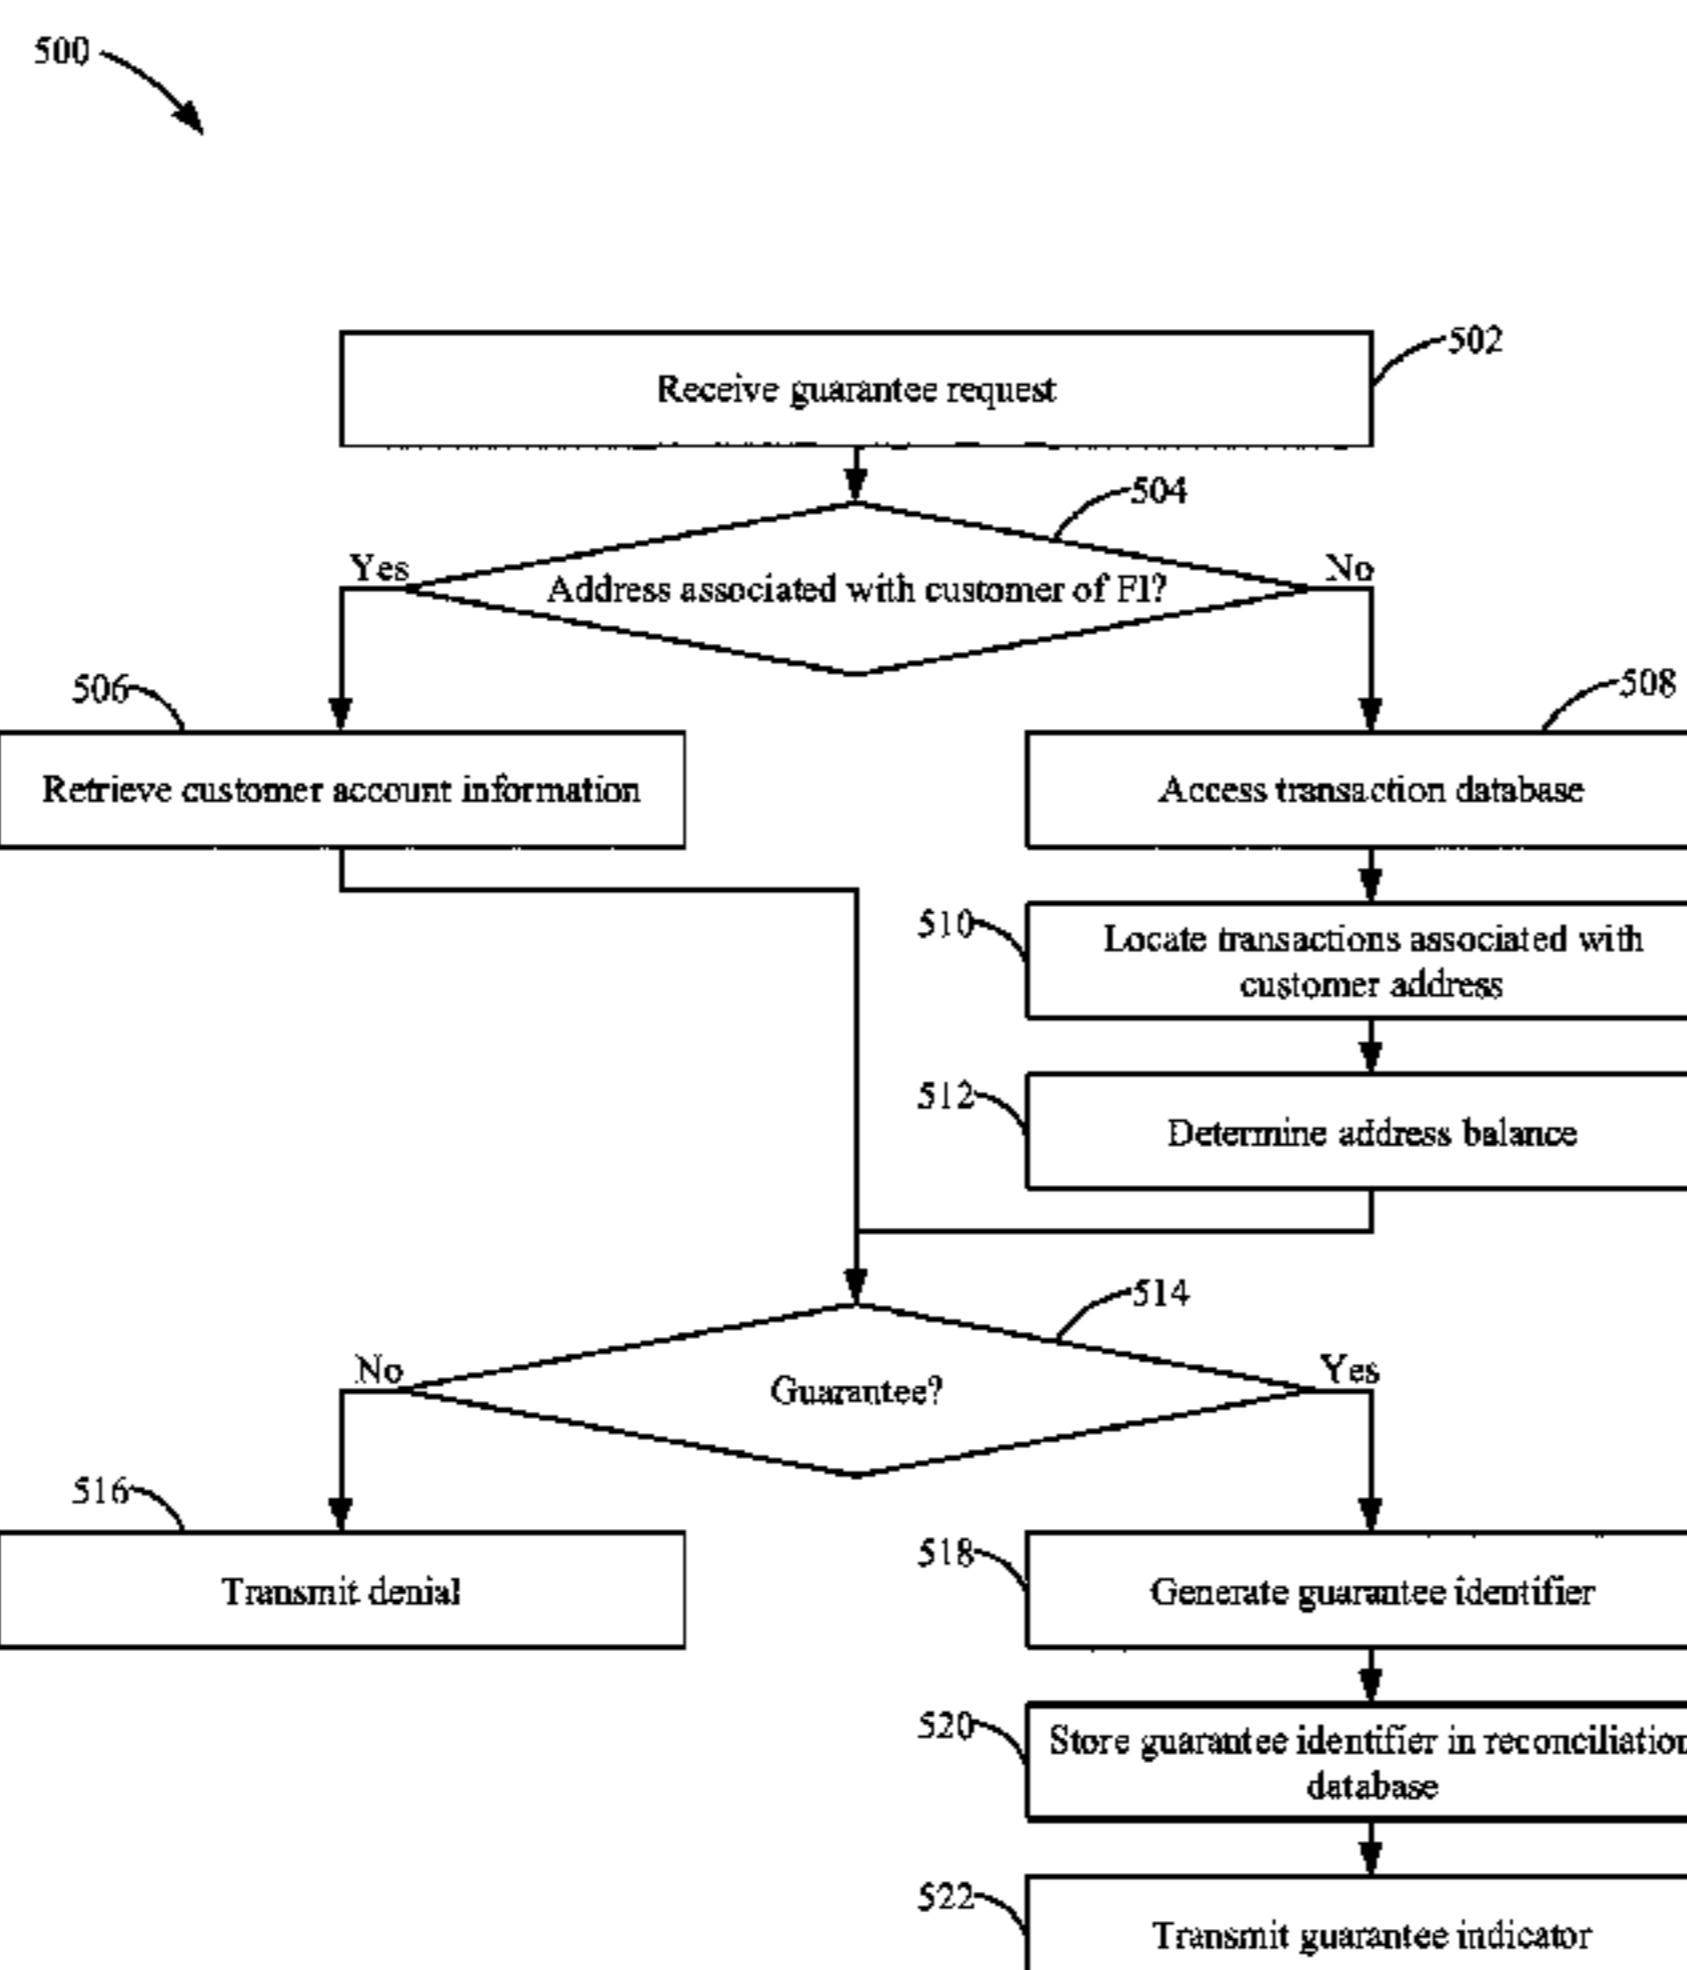 500
502
Receive guarantee request
504
Yes
No
Address associated with customer of FI?
506
508
Retrieve customer account information
Access transaction database
510
Locate transactions associated with
customer address
512
Determine address balance
514
No
Yes
Guarantee?
516
518
Transmit denial
Generate guarantee identifier
520
Store guarantee identifier in reconciliation
database
522
Transmit guarantee indicator